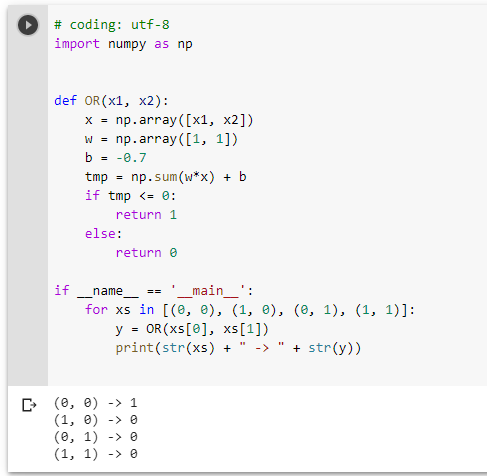 # coding: utf-8
import numpy as np
def OR(x1, x2):
    x = np.array([x1, x2])
    w = np.array([1, 1])
    b = -0.7
    tmp = np.sum(w*x) + b
    if tmp <= 0:
        return 1
    else:
        return 0
if __name__ == '__main__':
    for xs in [(0, 0), (1, 0), (0, 1), (1, 1)]:
        y = OR(xs[0], xs[1])
        print(str(xs) + " -> " + str(y))
(0, 0) -> 1
(1, 0) -> 0
(0, 1) -> 0
(1, 1) -> 0